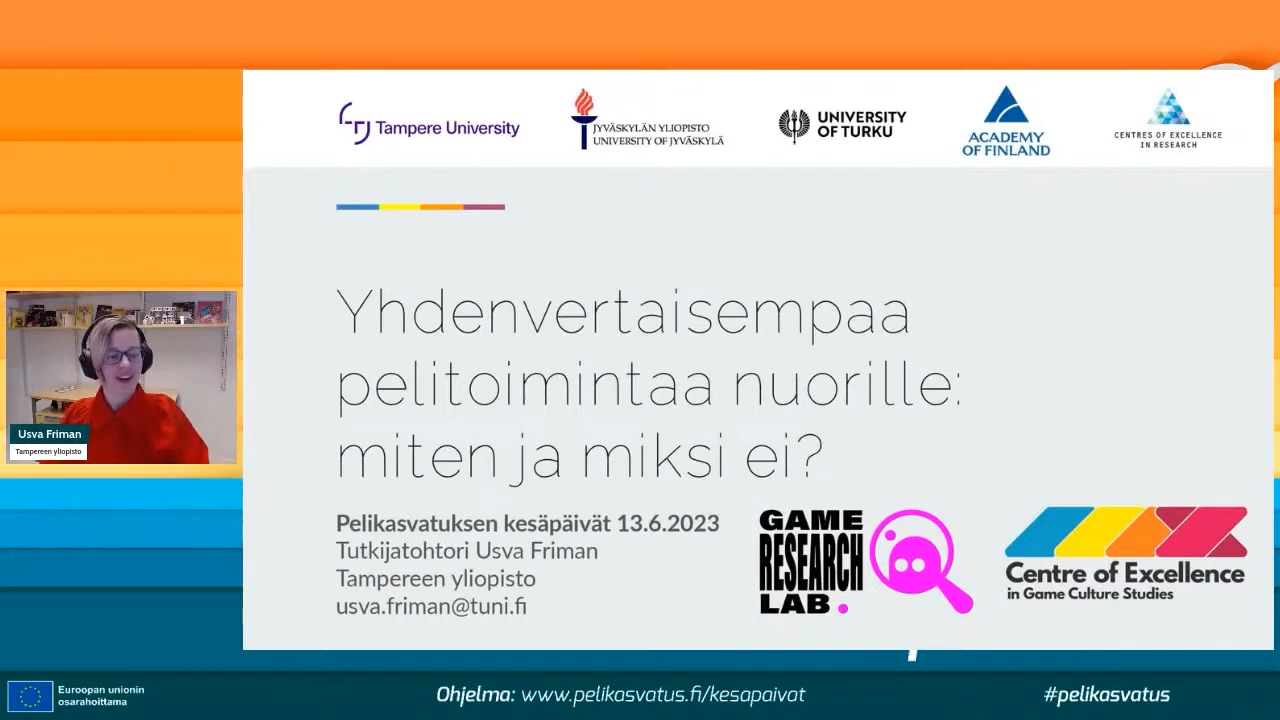 Tampere University
JYVÄSKYLÄN YLIOPISTO
UNIVERSITY OF JYVÄSKYLÄ
UNIVERSITY
OF TURKU
ACADEMY
OF FINLAND
CENTRES OF EXCELLENCE
IN RESEARCH
Yhdenvertaisempaa
pelitoimintaa nuorille:
miten ja miksi ei?
Usva Friman
Tampereen yliopisto
Pelikasvatuksen kesäpäivät 13.6.2023
Tutkijatohtori Usva Friman
Tampereen yliopisto
usva.friman@tuni.fi
GAME
RESEARCH
LAB
Centre of Excellence
in Game Culture Studies
Euroopan unionin
osarahoittama
Ohjelma: www.pelikasvatus.fi/kesapaivat
#pelikasvatus